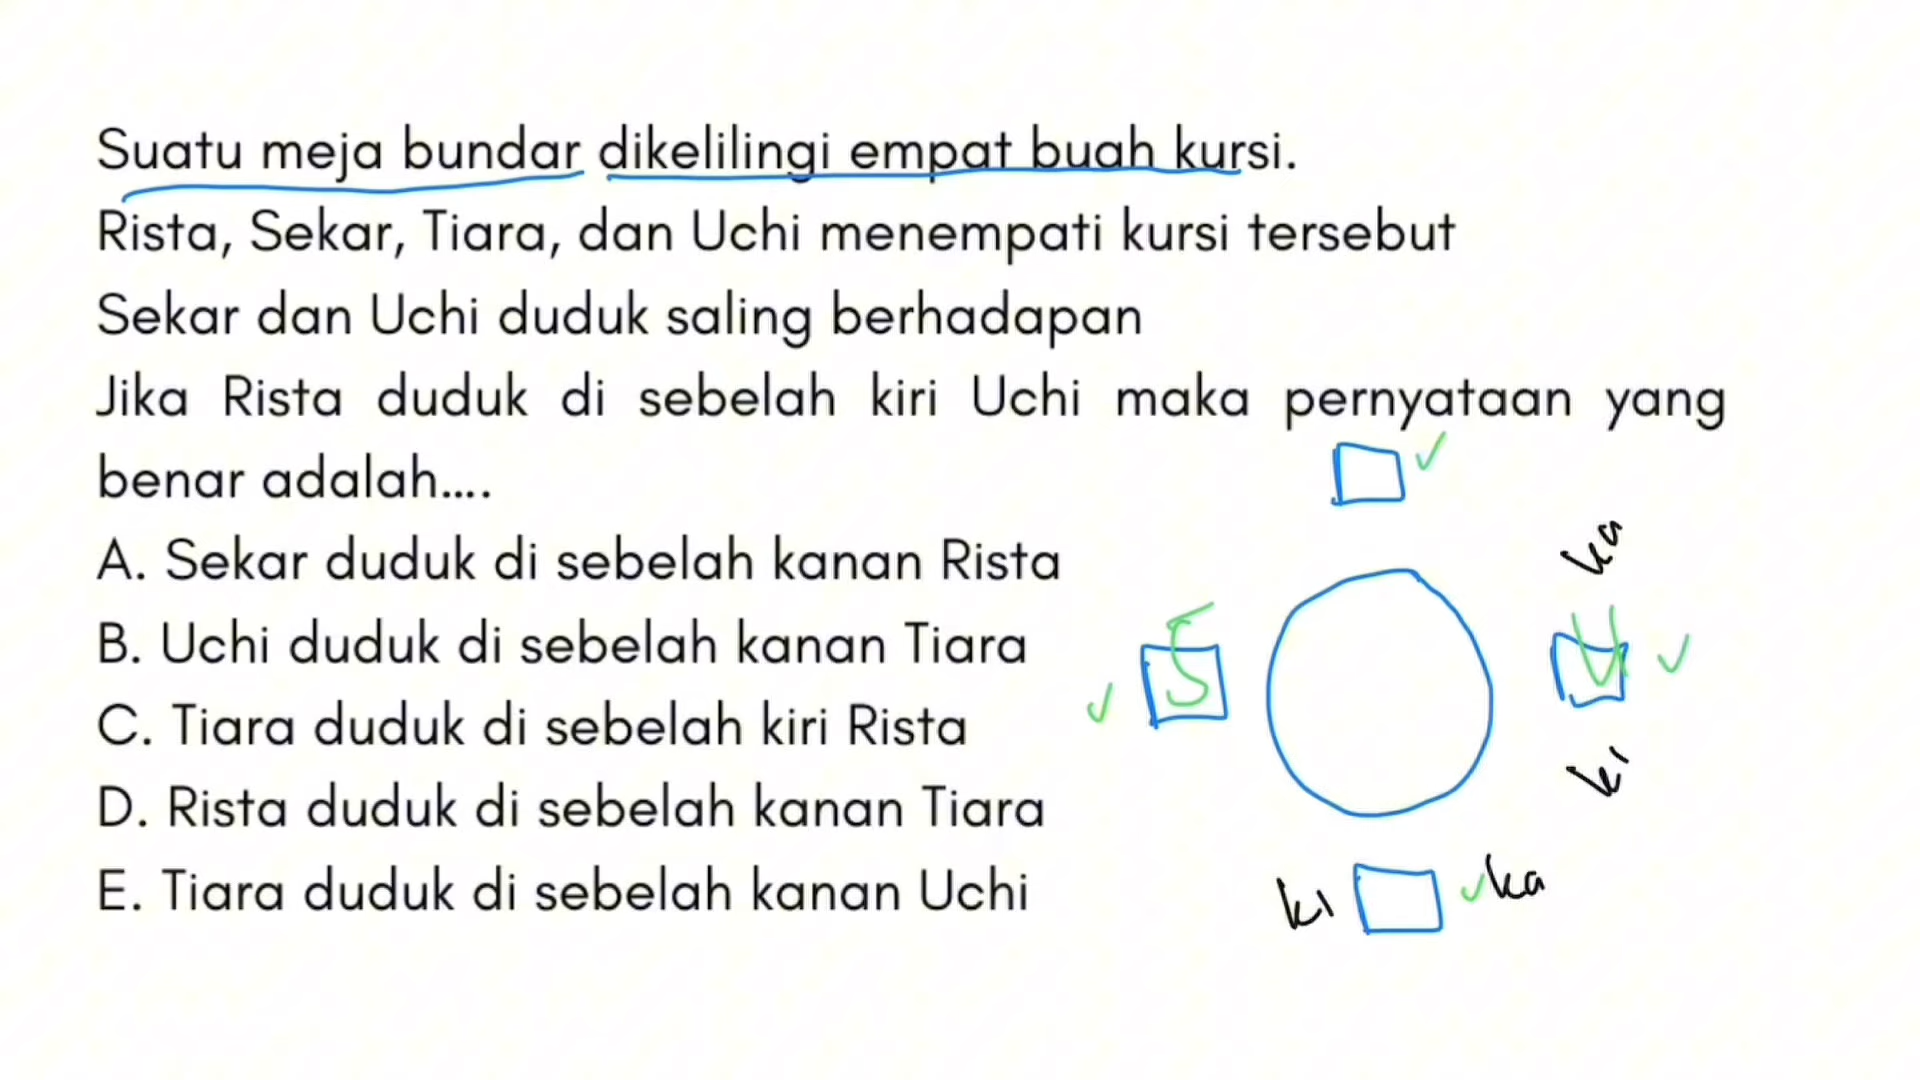 Suatu meja bundar dikelilingi empat buah kursi.
Rista, Sekar, Tiara, dan Uchi menempati kursi tersebut
Sekar dan Uchi duduk saling berhadapan
Jika Rista duduk di sebelah kiri Uchi maka pernyataan yang
benar adalah....
A. Sekar duduk di sebelah kanan Rista
B. Uchi duduk di sebelah kanan Tiara
C. Tiara duduk di sebelah kiri Rista
D. Rista duduk di sebelah kanan Tiara
E. Tiara duduk di sebelah kanan Uchi
ka
S
U
ki
ki
ka